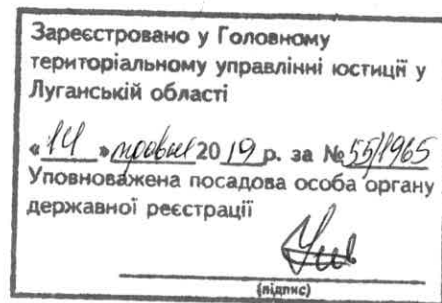 Зареєстровано у Головному
територіальному управлінні юстиції у
Луганській області
«14» травня 2019 р. за № 55/1965
Уповноважена посадова особа органу
державної реєстрації
(підпис)